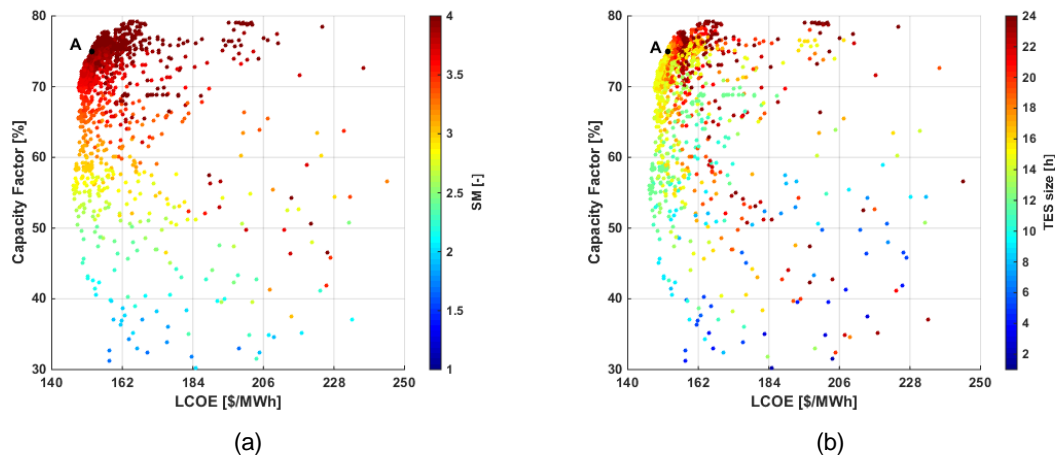 80
70
60
50
40
30
Capacity Factor [%]
A
140 162 184 206 228 250
LCOE [$/MWh]
4
3.5
3
2.5
2
1.5
1
SM [-]
(a)
80
70
60
50
40
30
Capacity Factor [%]
A
140 162 184 206 228 250
LCOE [$/MWh]
24
22
20
18
16
14
12
10
8
6
4
2
TES size [h]
(b)